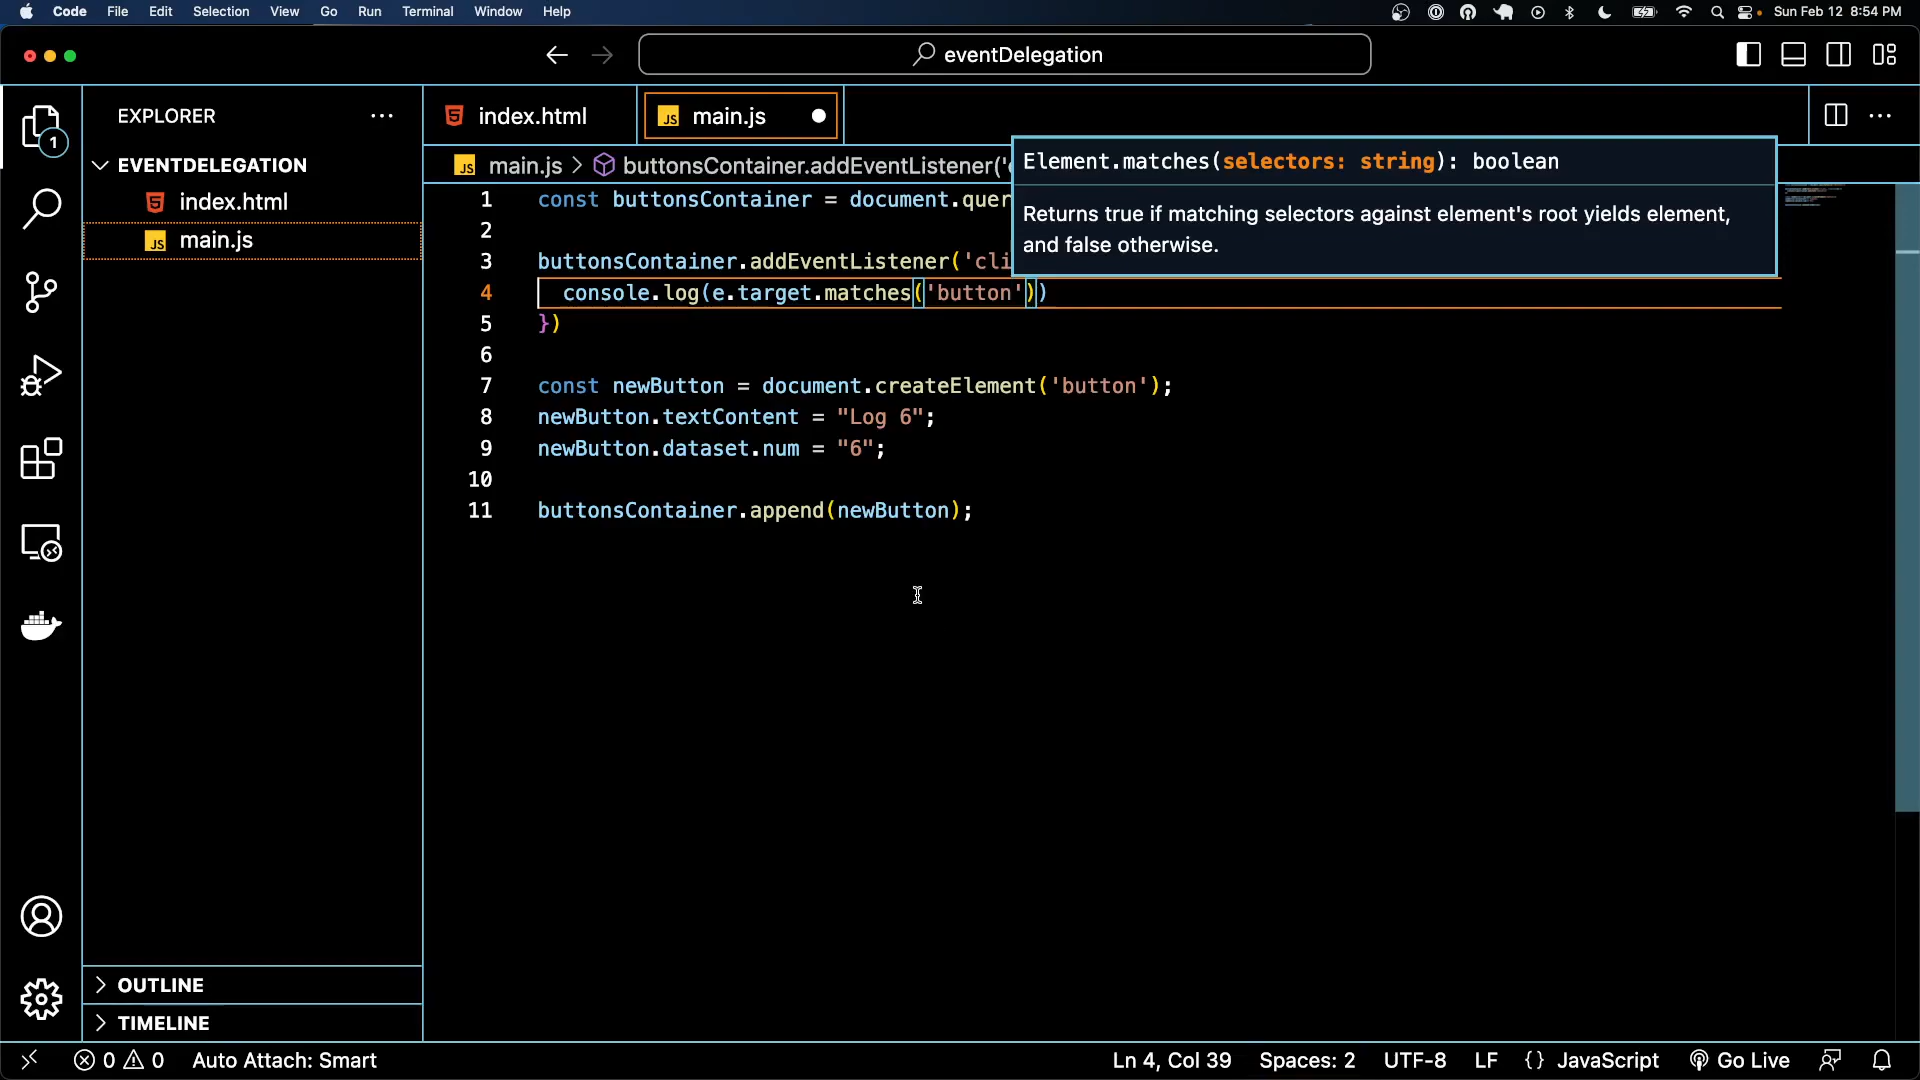 Code File Edit Selection View Go Run Terminal Window Help Sun Feb 12 8:54 PM
eventDelegation
EXPLORER
index.html
main.js
EVENTDELEGATION
index.html
main.js
1
main.js > buttonsContainer.addEventListener('
Element.matches(selectors: string): boolean
Returns true if matching selectors against element's root yields element,
and false otherwise.
1 const buttonsContainer = document.quer
2
3 buttonsContainer.addEventListener('cli
4 console.log(e.target.matches('button'))
5 })
6
7 const newButton = document.createElement('button');
8 newButton.textContent = "Log 6";
9 newButton.dataset.num = "6";
10
11 buttonsContainer.append(newButton);
OUTLINE
TIMELINE
0 0 Auto Attach: Smart Ln 4, Col 39 Spaces: 2 UTF-8 LF {} JavaScript Go Live